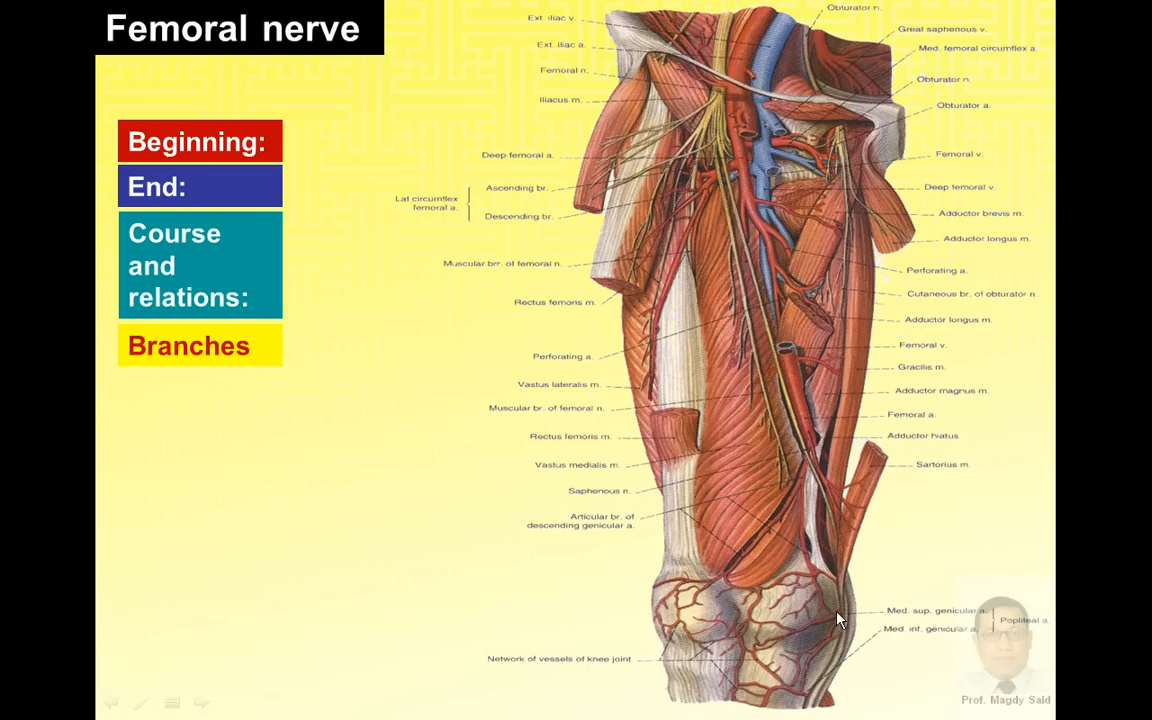 Femoral nerve
Beginning:
End:
Course
and
relations:
Branches
Ext. iliac v.
Ext. iliac a.
Femoral n.
Iliacus m.
Deep femoral a.
Ascending br.
Lat circumflex
femoral a.
Descending br.
Muscular brr. of femoral n.
Rectus femoris m.
Perforating a.
Vastus lateralis m.
Muscular br. of femoral n.
Rectus femoris m.
Vastus medialis m.
Saphenous n.
Articular br. of
descending genicular a.
Network of vessels of knee joint
Obturator n.
Great saphenous v.
Med. femoral circumflex a.
Obturator n.
Obturator a.
Femoral v.
Deep femoral v.
Adductor brevis m.
Adductor longus m.
Perforating a.
Cutaneous br. of obturator n.
Adductor longus m.
Femoral v.
Gracilis m.
Adductor magnus m.
Femoral a.
Adductor hiatus
Sartorius m.
Med. sup. genicular a.
Popliteal a.
Med. inf. genicular a.
Prof. Magdy Said